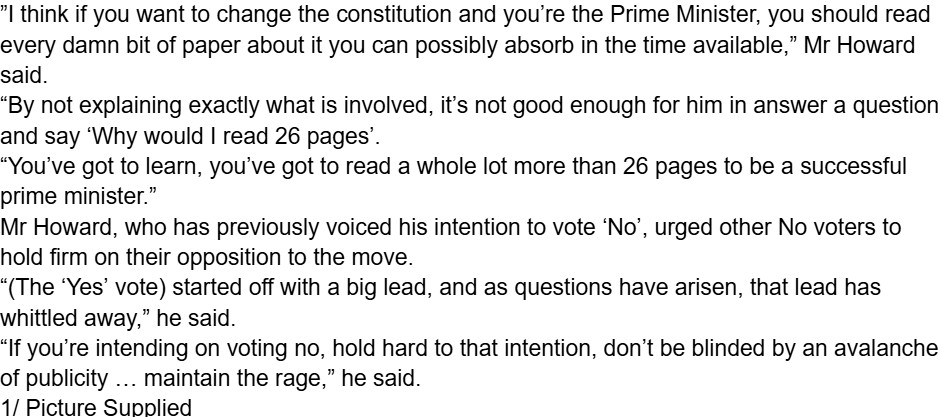 ”I think if you want to change the constitution and you’re the Prime Minister, you should read
every damn bit of paper about it you can possibly absorb in the time available,” Mr Howard
said.
“By not explaining exactly what is involved, it’s not good enough for him in answer a question
and say ‘Why would I read 26 pages’.
“You’ve got to learn, you’ve got to read a whole lot more than 26 pages to be a successful
prime minister.”
Mr Howard, who has previously voiced his intention to vote ‘No’, urged other No voters to
hold firm on their opposition to the move.
“(The ‘Yes’ vote) started off with a big lead, and as questions have arisen, that lead has
whittled away,” he said.
“If you’re intending on voting no, hold hard to that intention, don’t be blinded by an avalanche
of publicity … maintain the rage,” he said.
1/ Picture Supplied